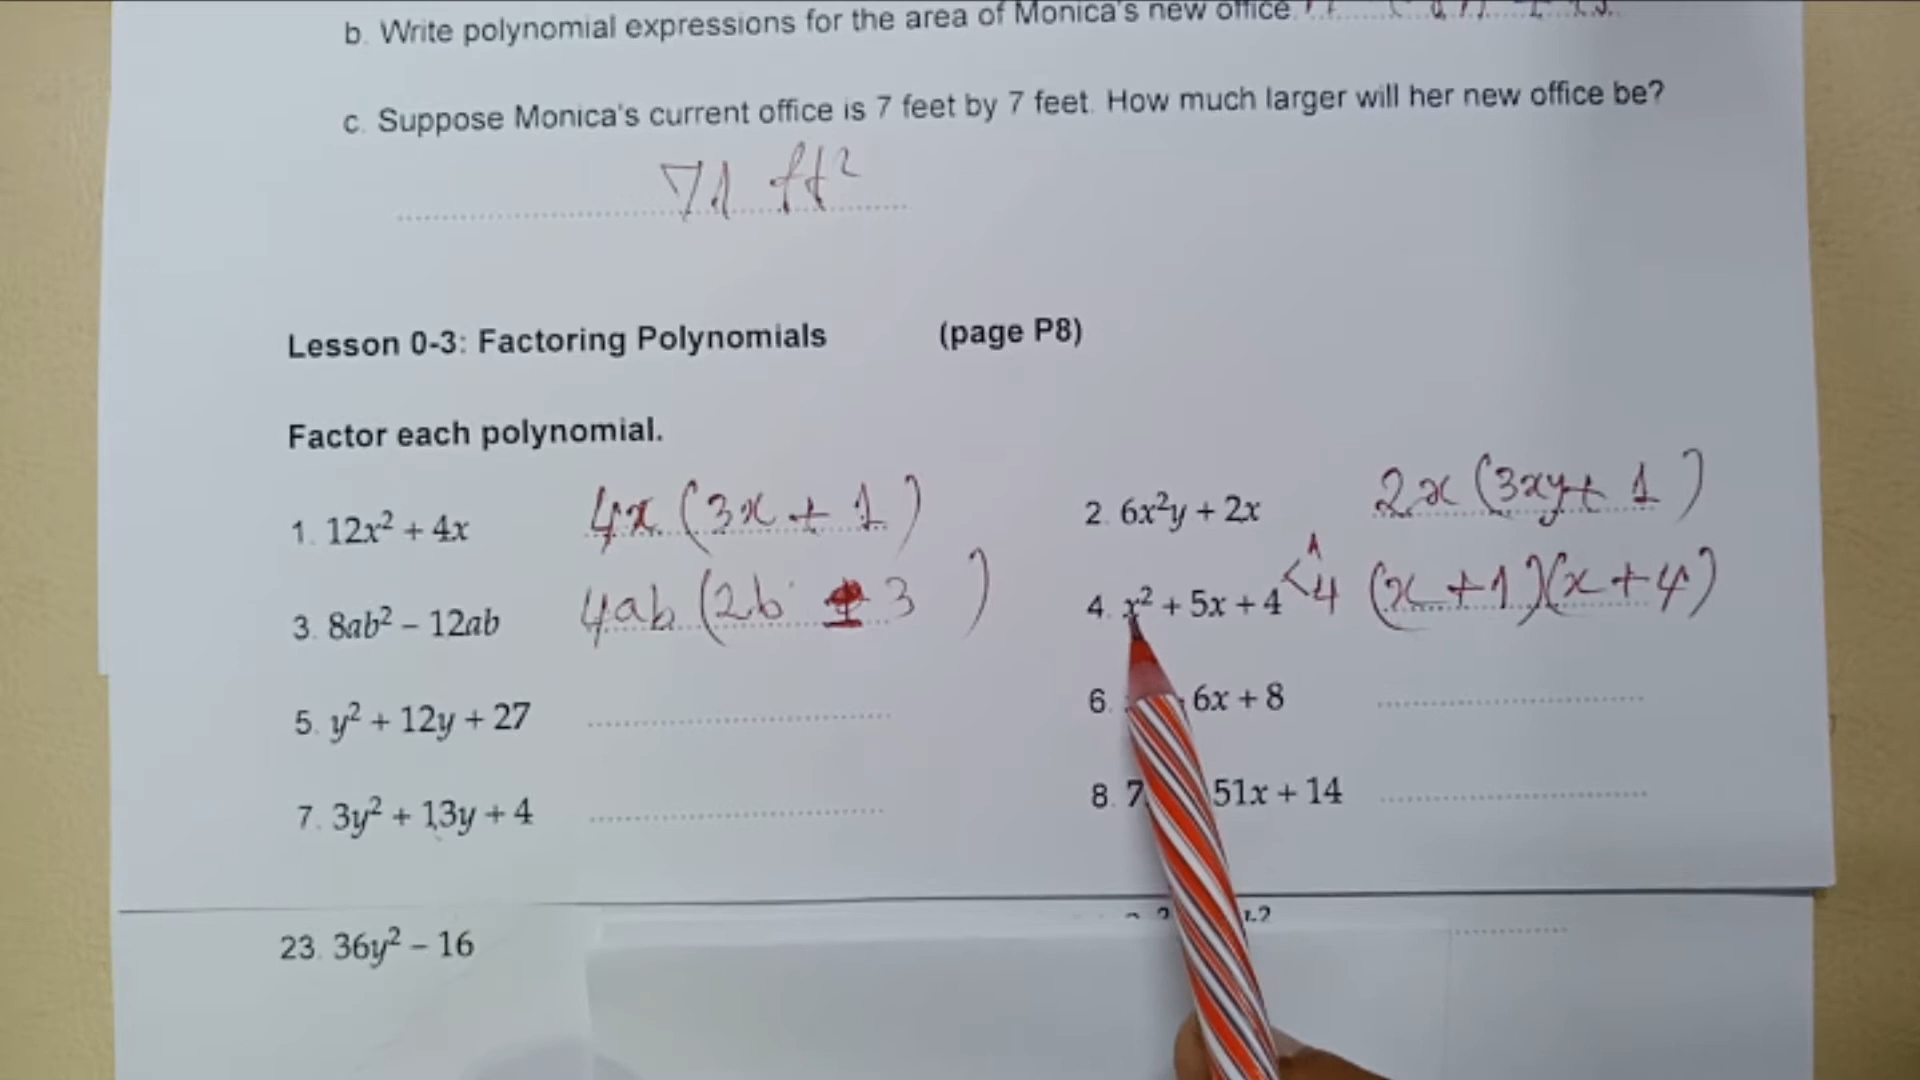 b. Write polynomial expressions for the area of Monica's new office
c. Suppose Monica's current office is 7 feet by 7 feet. How much larger will her new office be?
71 ft²
Lesson 0-3: Factoring Polynomials (page P8)
Factor each polynomial.
1. 12x² + 4x 4x (3x + 1)
2. 6x²y + 2x 2x (3xy + 1)
3. 8ab² – 12ab 4ab (2b 3)
4. x² + 5x + 4 < 1 4 (x + 1)(x + 4)
5. y² + 12y + 27
6. 6x + 8
7. 3y² + 13y + 4
8. 7 51x + 14
23. 36y² – 16